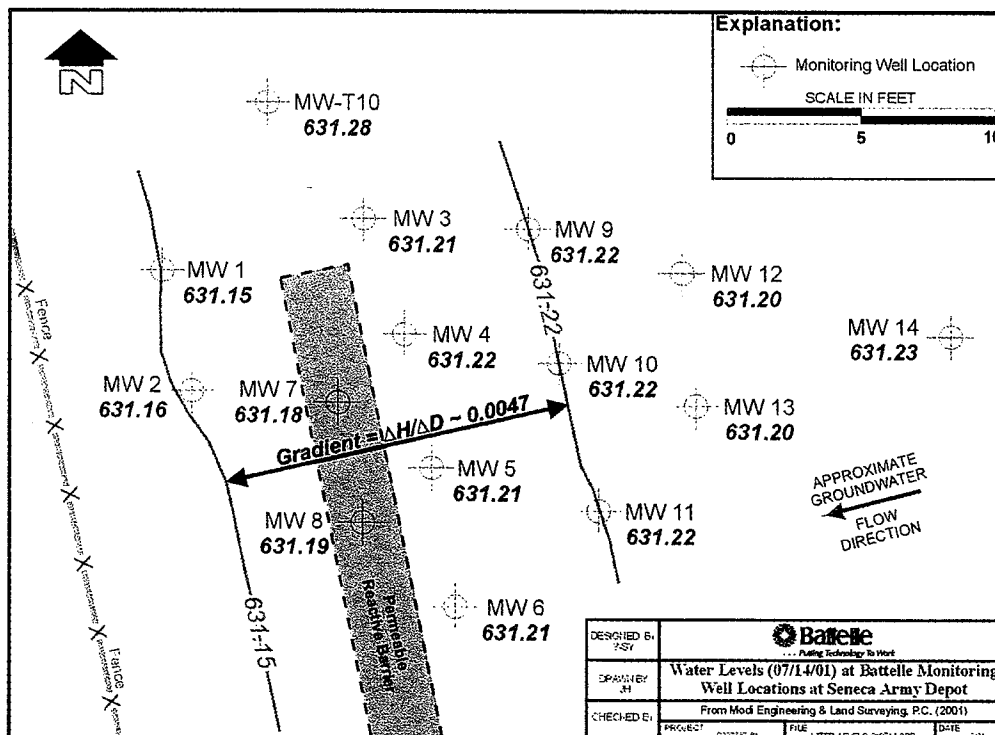 Explanation:
Monitoring Well Location
SCALE IN FEET
0 5 10
N
MW-T10
631.28
MW 3
631.21
MW 9
631.22
MW 1
631.15
MW 12
631.20
MW 4
631.22
MW 14
631.23
MW 10
631.22
MW 2
631.16
MW 7
631.18
MW 13
631.20
Gradient = ΔH/ΔD ~ 0.0047
MW 5
631.21
MW 8
631.19
MW 11
631.22
MW 6
631.21
631.22
631.15
Fence
Fence
Permeable
Reactive Barrier
APPROXIMATE
GROUNDWATER
FLOW
DIRECTION
DESIGNED BY
Battelle
... Putting Technology To Work
DRAWN BY
JH
Water Levels (07/14/01) at Battelle Monitoring
Well Locations at Seneca Army Depot
CHECKED BY
From Modi Engineering & Land Surveying, P.C. (2001)
PROJECT
FILE
DATE